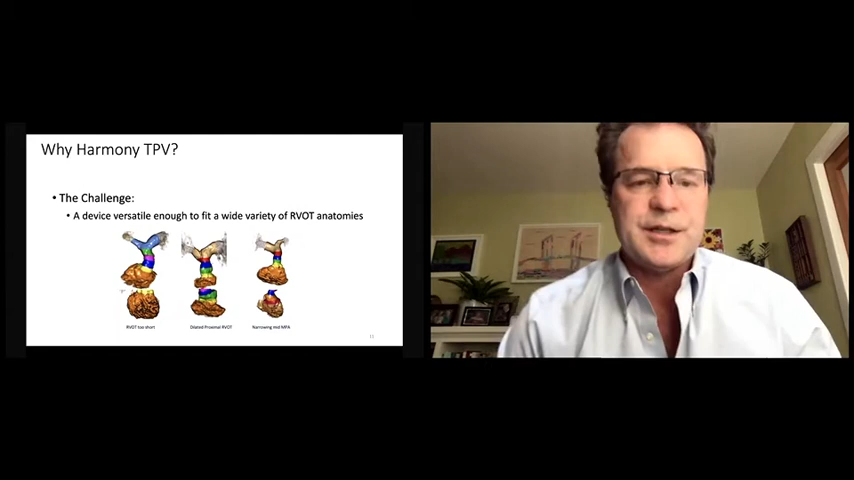 Why Harmony TPV?
• The Challenge:
• A device versatile enough to fit a wide variety of RVOT anatomies
RVOT too short
Dilated Proximal RVOT
Narrowing mid MPA
11